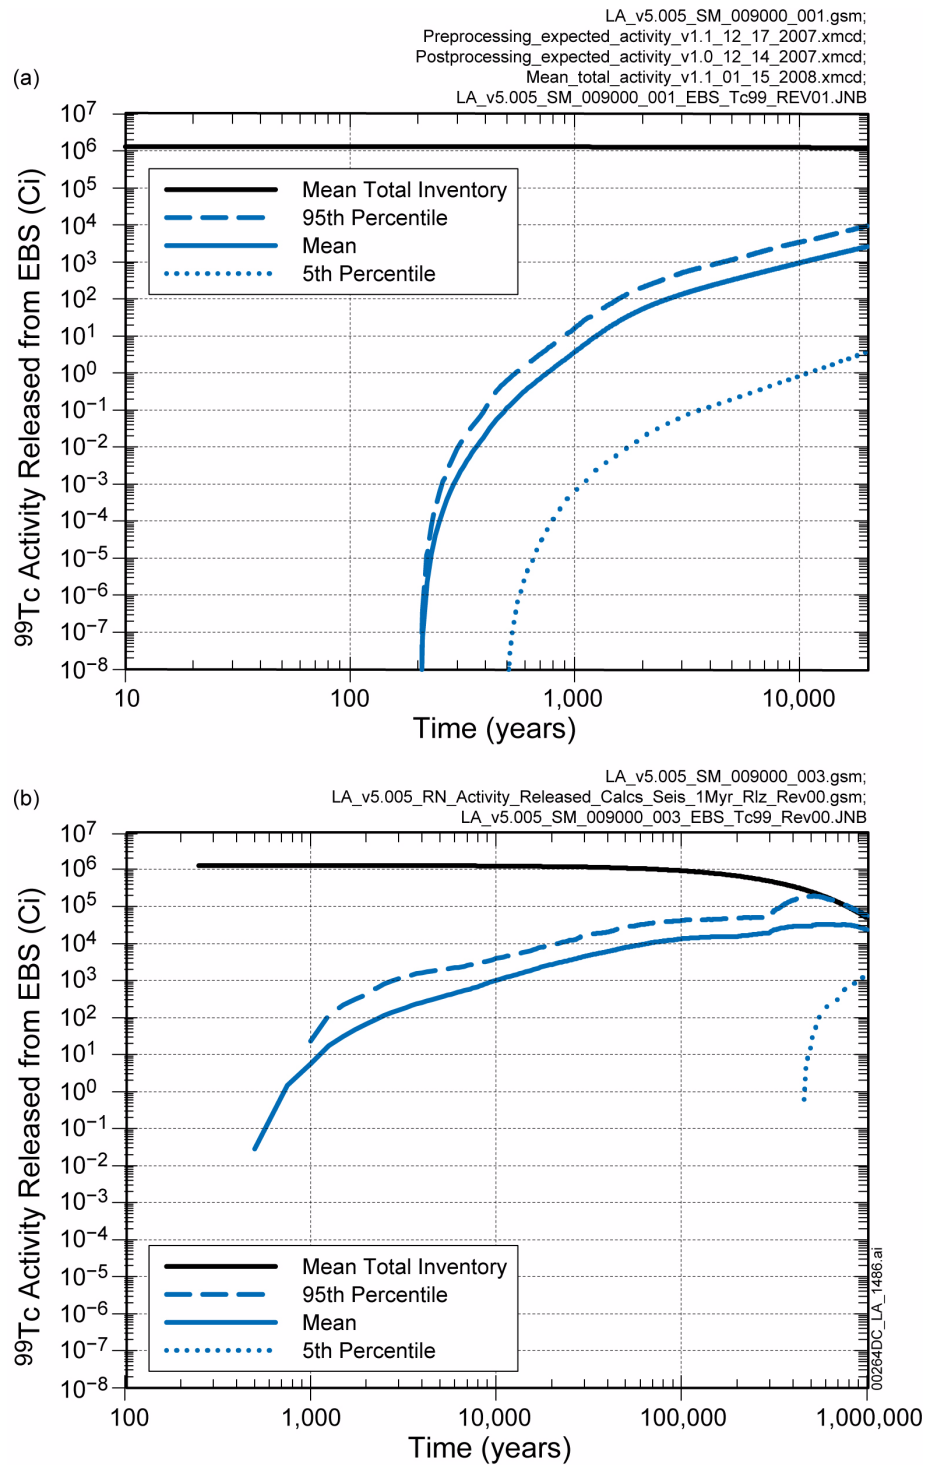 LA_v5.005_SM_009000_001.gsm;
Preprocessing_expected_activity_v1.1_12_17_2007.xmcd;
Postprocessing_expected_activity_v1.0_12_14_2007.xmcd;
Mean_total_activity_v1.1_01_15_2008.xmcd;
(a)
LA_v5.005_SM_009000_001_EBS_Tc99_REV01.JNB
⁹⁹Tc Activity Released from EBS (Ci)
10⁷
10⁶
10⁵
10⁴
10³
10²
10¹
10⁰
10⁻¹
10⁻²
10⁻³
10⁻⁴
10⁻⁵
10⁻⁶
10⁻⁷
10⁻⁸
Mean Total Inventory
95th Percentile
Mean
5th Percentile
10 100 1,000 10,000
Time (years)
LA_v5.005_SM_009000_003.gsm;
(b)
LA_v5.005_RN_Activity_Released_Calcs_Seis_1Myr_Rlz_Rev00.gsm;
LA_v5.005_SM_009000_003_EBS_Tc99_Rev00.JNB
⁹⁹Tc Activity Released from EBS (Ci)
10⁷
10⁶
10⁵
10⁴
10³
10²
10¹
10⁰
10⁻¹
10⁻²
10⁻³
10⁻⁴
10⁻⁵
10⁻⁶
10⁻⁷
10⁻⁸
Mean Total Inventory
95th Percentile
Mean
5th Percentile
00264DC_LA_1486.ai
100 1,000 10,000 100,000 1,000,000
Time (years)